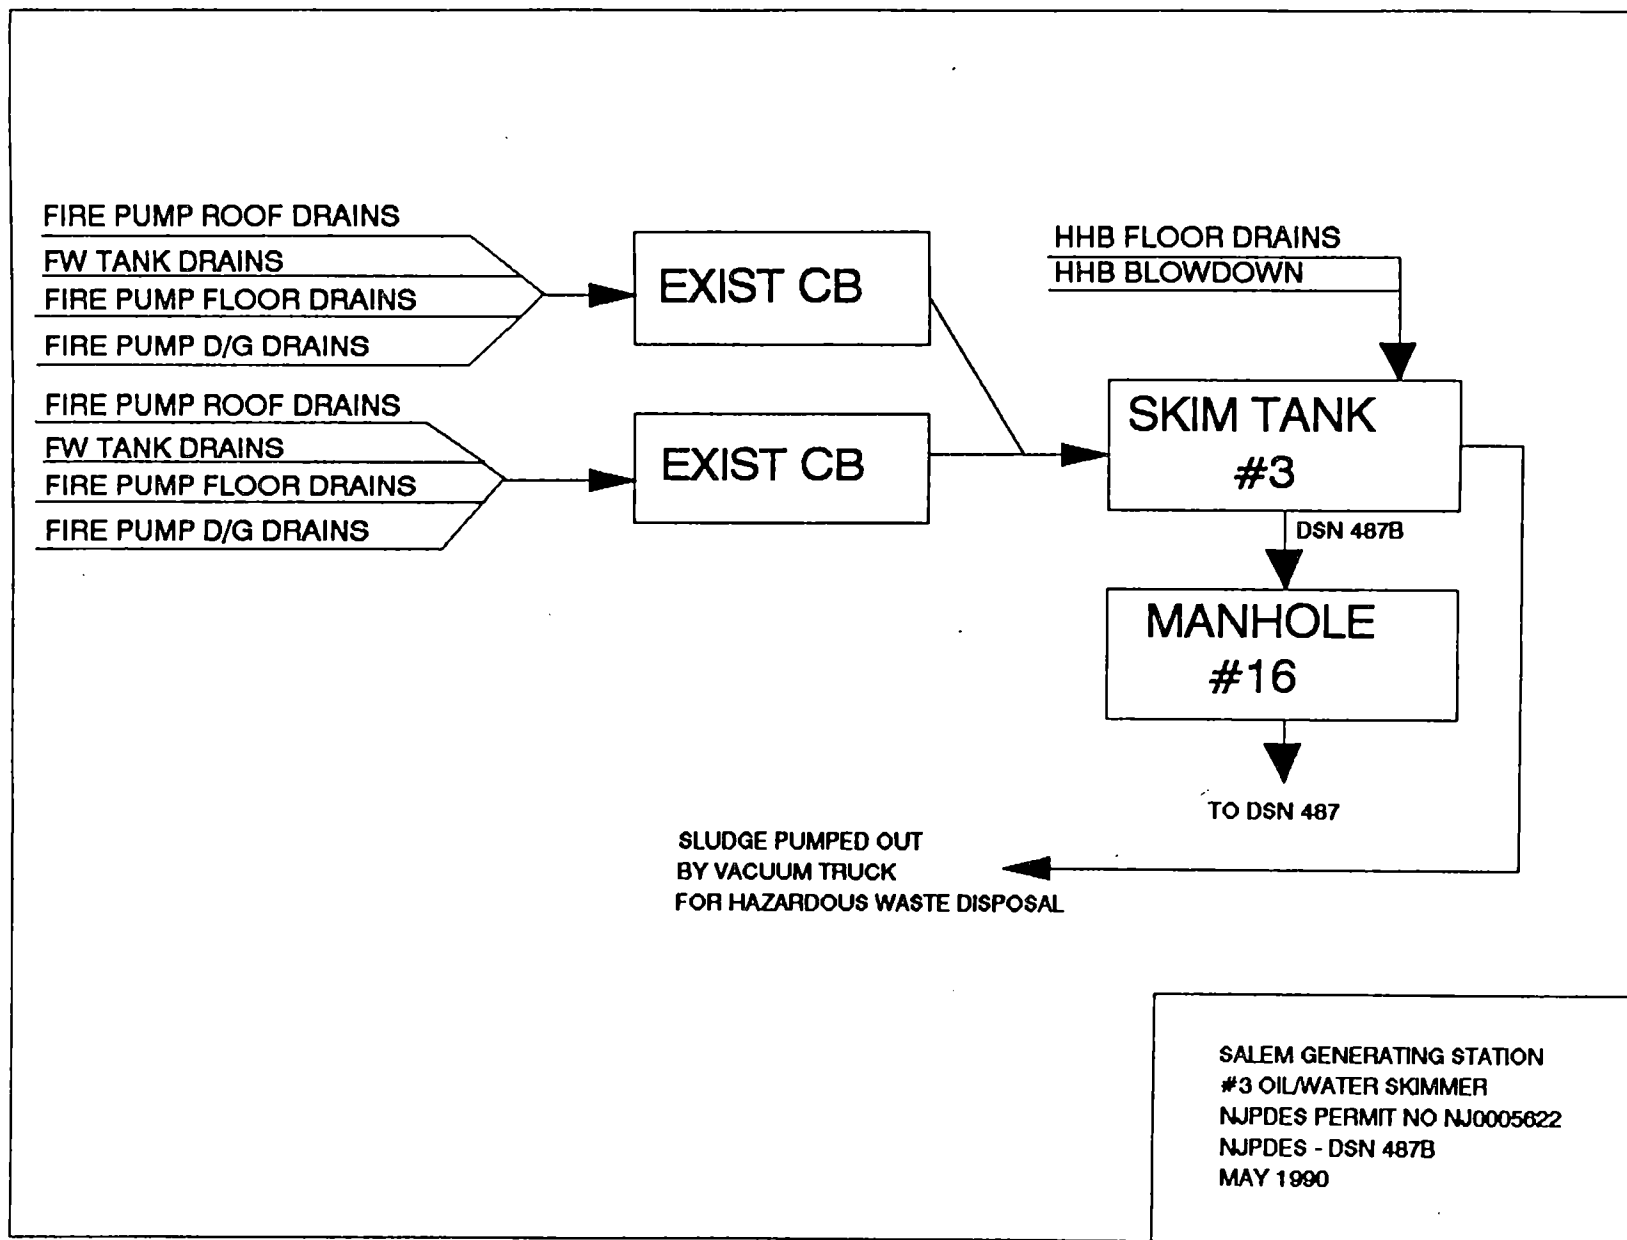 FIRE PUMP ROOF DRAINS
FW TANK DRAINS
FIRE PUMP FLOOR DRAINS
FIRE PUMP D/G DRAINS
EXIST CB
FIRE PUMP ROOF DRAINS
FW TANK DRAINS
FIRE PUMP FLOOR DRAINS
FIRE PUMP D/G DRAINS
EXIST CB
HHB FLOOR DRAINS
HHB BLOWDOWN
SKIM TANK
#3
DSN 487B
MANHOLE
#16
TO DSN 487
SLUDGE PUMPED OUT
BY VACUUM TRUCK
FOR HAZARDOUS WASTE DISPOSAL
SALEM GENERATING STATION
#3 OIL/WATER SKIMMER
NJPDES PERMIT NO NJ0005622
NJPDES - DSN 487B
MAY 1990